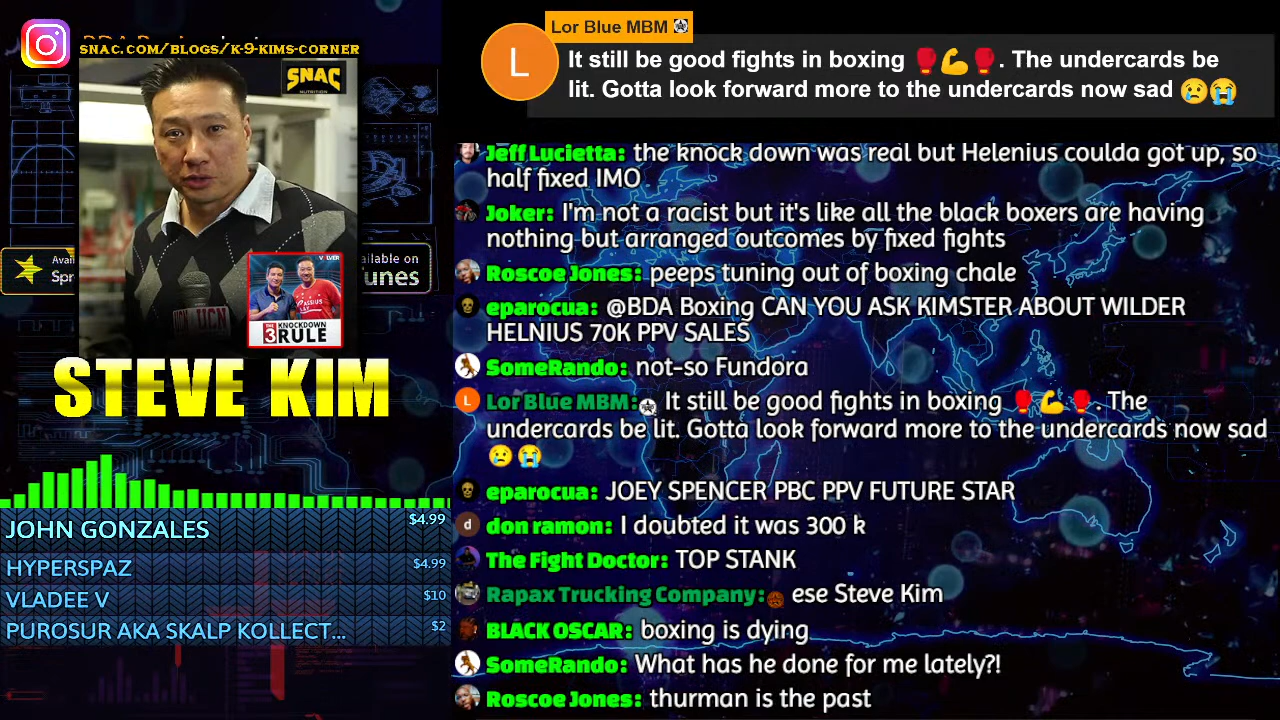 SNAC.COM/BLOGS/K-9-KIMS-CORNER
SNAC
NUTRITION
Avai
Spr
ailable on
unes
UCN
VOLVER
CASSIUS
THE 3 KNOCKDOWN
RULE
STEVE KIM
JOHN GONZALES $4.99
HYPERSPAZ $4.99
VLADEE V $10
PUROSUR AKA SKALP KOLLECT... $2
Lor Blue MBM
L
It still be good fights in boxing 🥊💪🥊. The undercards be
lit. Gotta look forward more to the undercards now sad 😢😭
Jeff Lucietta: the knock down was real but Helenius coulda got up, so
half fixed IMO
Joker: I'm not a racist but it's like all the black boxers are having
nothing but arranged outcomes by fixed fights
Roscoe Jones: peeps tuning out of boxing chale
eparocua: @BDA Boxing CAN YOU ASK KIMSTER ABOUT WILDER
HELNIUS 70K PPV SALES
SomeRando: not-so Fundora
L Lor Blue MBM: It still be good fights in boxing 🥊💪🥊. The
undercards be lit. Gotta look forward more to the undercards now sad
😢😭
eparocua: JOEY SPENCER PBC PPV FUTURE STAR
d don ramon: I doubted it was 300 k
The Fight Doctor: TOP STANK
Rapax Trucking Company: ese Steve Kim
BLACK OSCAR: boxing is dying
SomeRando: What has he done for me lately?!
Roscoe Jones: thurman is the past